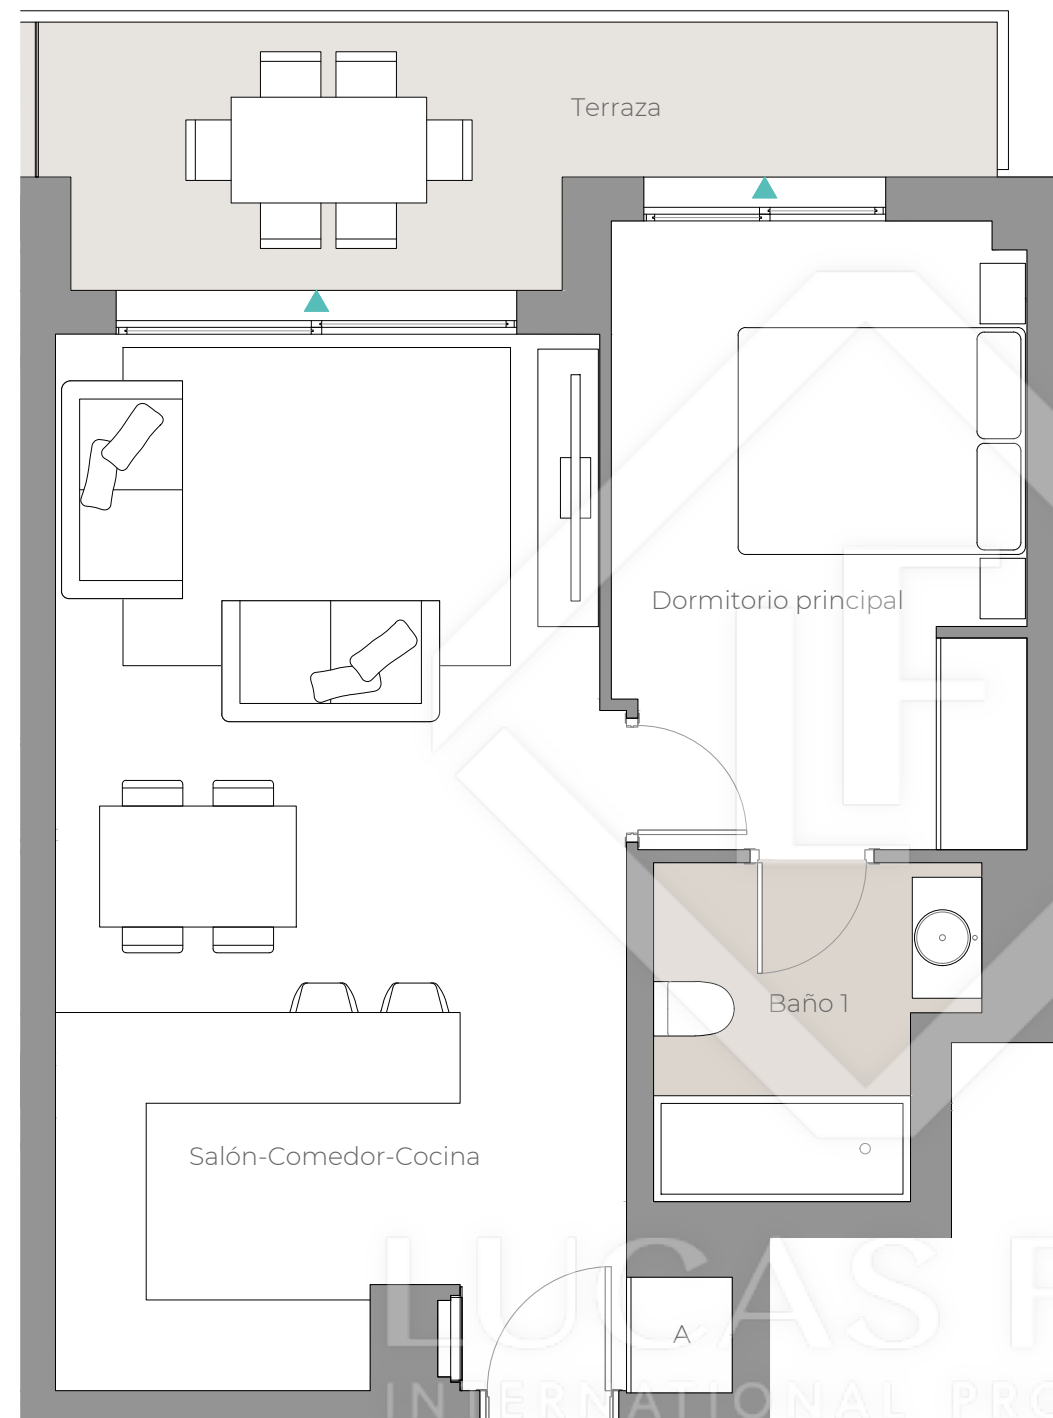 Terraza
Dormitorio principal
Baño 1
Salón-Comedor-Cocina
A
LUCAS
INTERNATIONAL